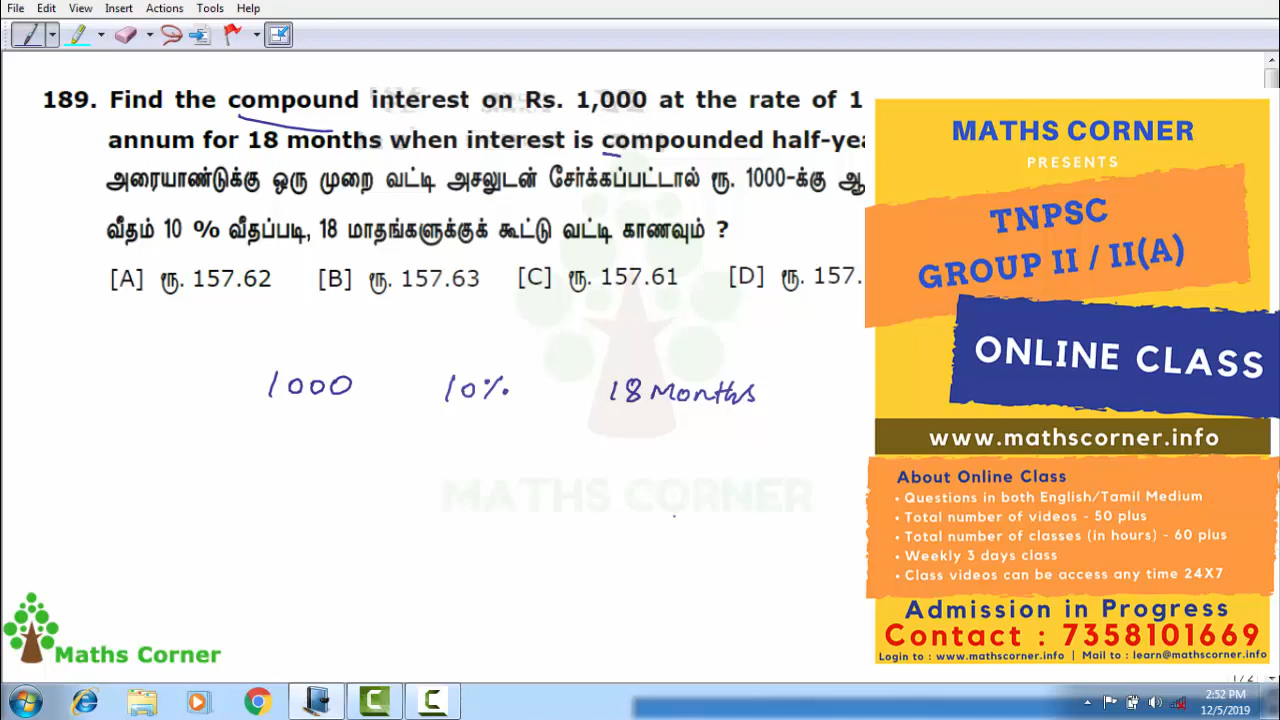 File Edit View Insert Actions Tools Help
189. Find the compound interest on Rs. 1,000 at the rate of 1
annum for 18 months when interest is compounded half-yea
அரையாண்டுக்கு ஒரு முறை வட்டி அசலுடன் சேர்க்கப்பட்டால் ரூ. 1000-க்கு ஆ
வீதம் 10 % வீதப்படி, 18 மாதங்களுக்குக் கூட்டு வட்டி காணவும் ?
[A] ரூ. 157.62 [B] ரூ. 157.63 [C] ரூ. 157.61 [D] ரூ. 157.
1000 10% 18 Months
MATHS CORNER
Maths Corner
MATHS CORNER
PRESENTS
TNPSC
GROUP II / II(A)
ONLINE CLASS
www.mathscorner.info
About Online Class
• Questions in both English/Tamil Medium
• Total number of videos - 50 plus
• Total number of classes (in hours) - 60 plus
• Weekly 3 days class
• Class videos can be access any time 24X7
Admission in Progress
Contact : 7358101669
Login to : www.mathscorner.info | Mail to : learn@mathscorner.info
2:52 PM
12/5/2019